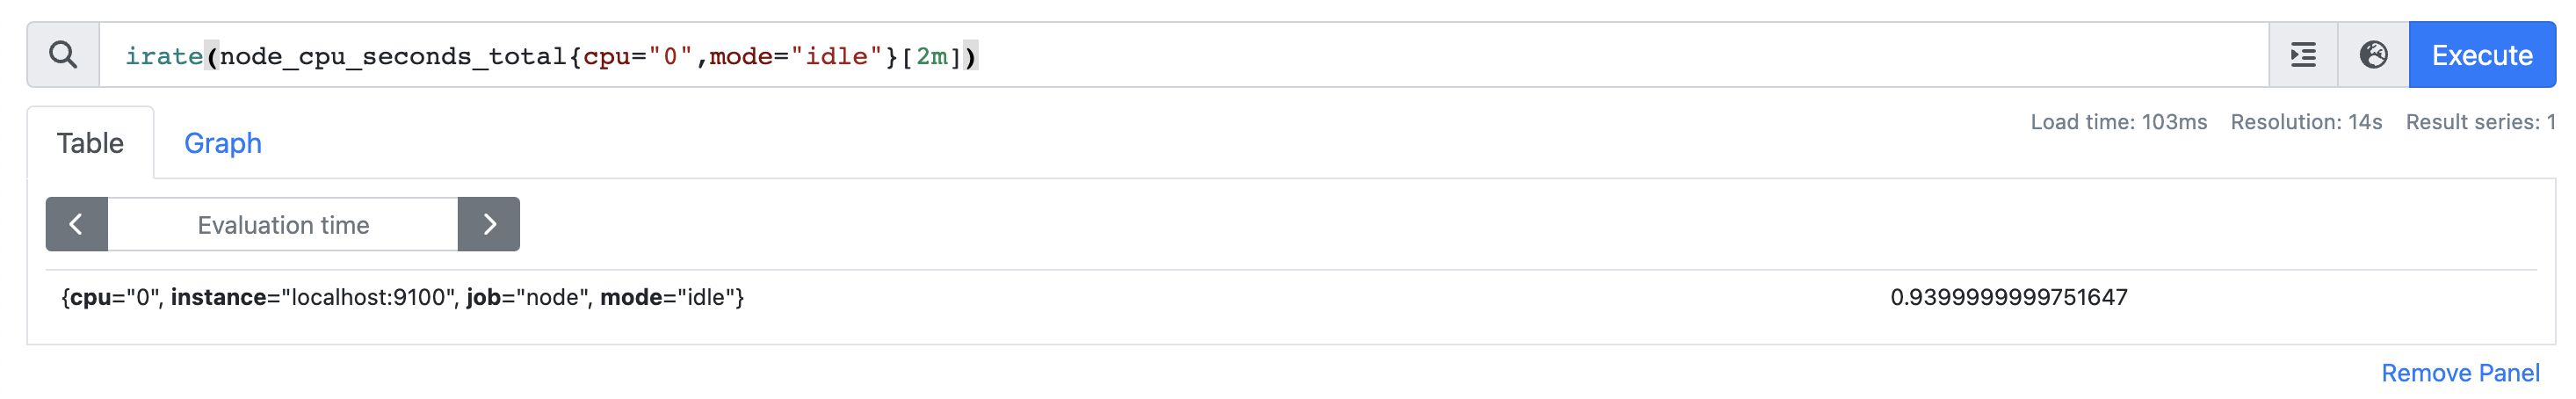 irate(node_cpu_seconds_total{cpu="0",mode="idle"}[2m])
Execute
Table
Graph
Load time: 103ms Resolution: 14s Result series: 1
Evaluation time
{cpu="0", instance="localhost:9100", job="node", mode="idle"} 0.9399999999751647
Remove Panel